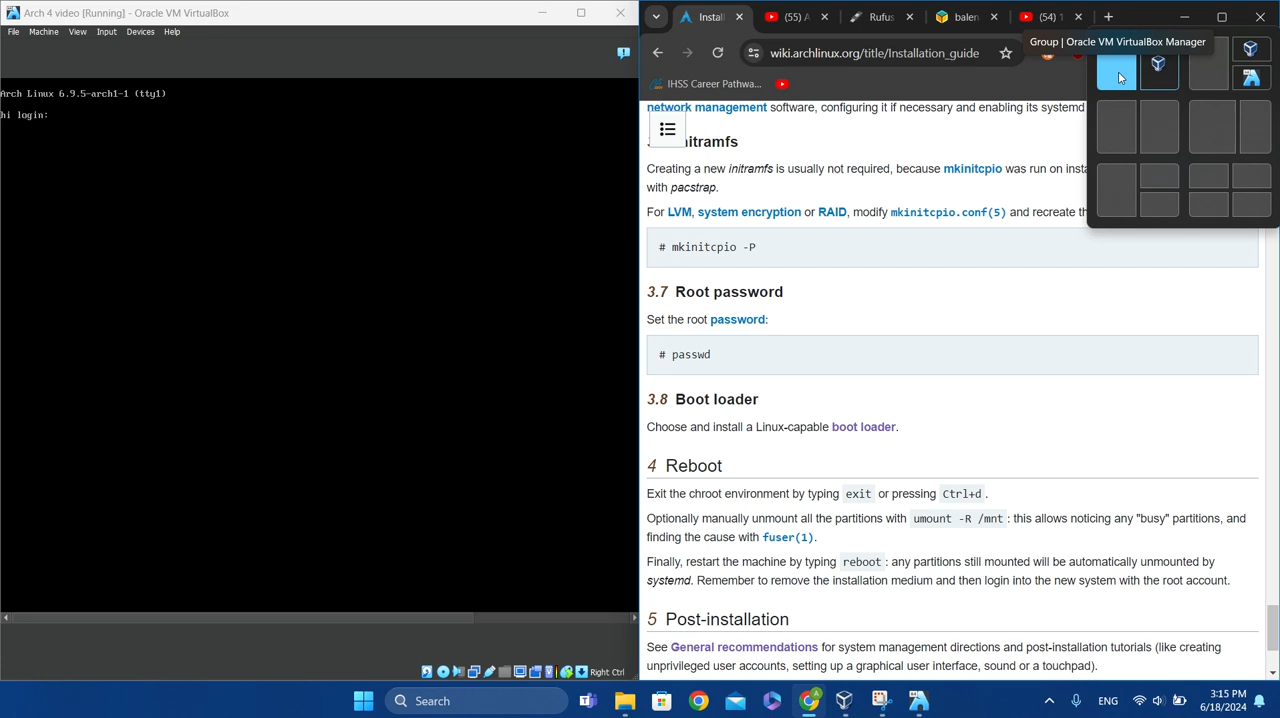 Arch 4 video [Running] - Oracle VM VirtualBox
File Machine View Input Devices Help
Arch Linux 6.9.5-arch1-1 (tty1)
hi login:
Right Ctrl
Install
(55) A
Rufus
balen
(54) 1
wiki.archlinux.org/title/Installation_guide
Group | Oracle VM VirtualBox Manager
IHSS Career Pathwa...
network management software, configuring it if necessary and enabling its systemd
itramfs
Creating a new initramfs is usually not required, because mkinitcpio was run on
with pacstrap.
For LVM, system encryption or RAID, modify mkinitcpio.conf(5) and recreate
# mkinitcpio -P
3.7 Root password
Set the root password:
# passwd
3.8 Boot loader
Choose and install a Linux-capable boot loader.
4 Reboot
Exit the chroot environment by typing exit or pressing Ctrl+d.
Optionally manually unmount all the partitions with umount -R /mnt: this allows noticing any "busy" partitions, and
finding the cause with fuser(1).
Finally, restart the machine by typing reboot: any partitions still mounted will be automatically unmounted by
systemd. Remember to remove the installation medium and then login into the new system with the root account.
5 Post-installation
See General recommendations for system management directions and post-installation tutorials (like creating
unprivileged user accounts, setting up a graphical user interface, sound or a touchpad).
Search
ENG
3:15 PM
6/18/2024